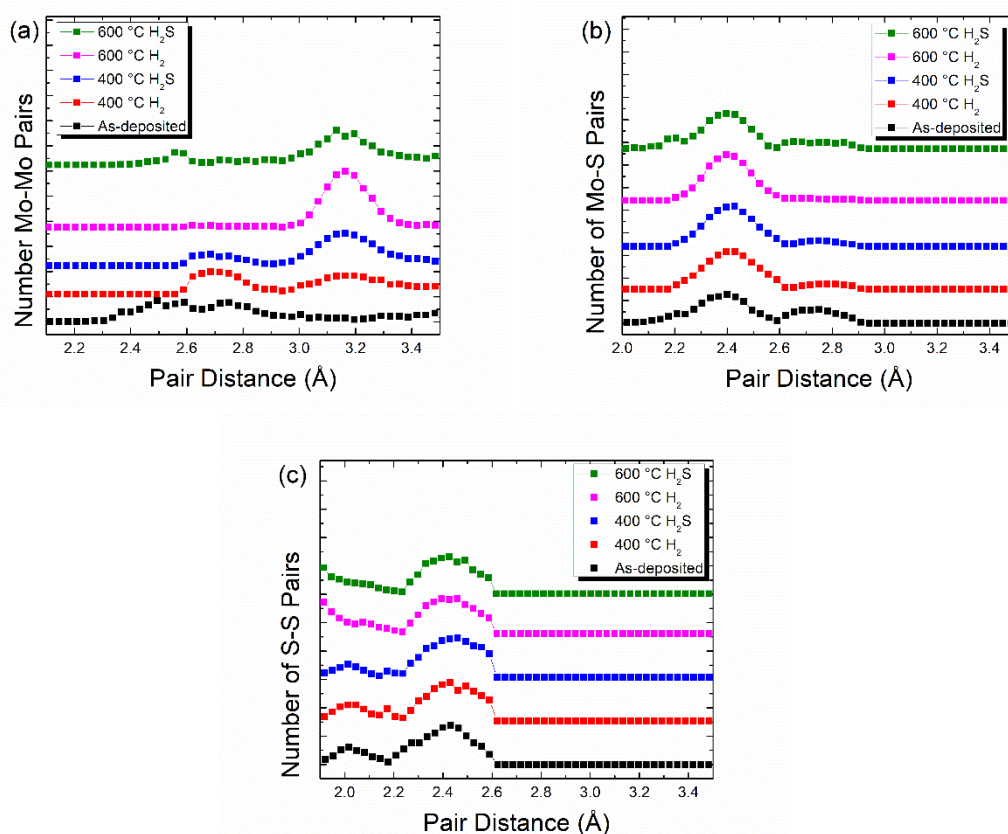 (a)
600 °C H₂S
600 °C H₂
400 °C H₂S
400 °C H₂
As-deposited
Number Mo-Mo Pairs
2.2 2.4 2.6 2.8 3.0 3.2 3.4
Pair Distance (Å)
(b)
600 °C H₂S
600 °C H₂
400 °C H₂S
400 °C H₂
As-deposited
Number of Mo-S Pairs
2.0 2.2 2.4 2.6 2.8 3.0 3.2 3.4
Pair Distance (Å)
(c)
600 °C H₂S
600 °C H₂
400 °C H₂S
400 °C H₂
As-deposited
Number of S-S Pairs
2.0 2.2 2.4 2.6 2.8 3.0 3.2 3.4
Pair Distance (Å)